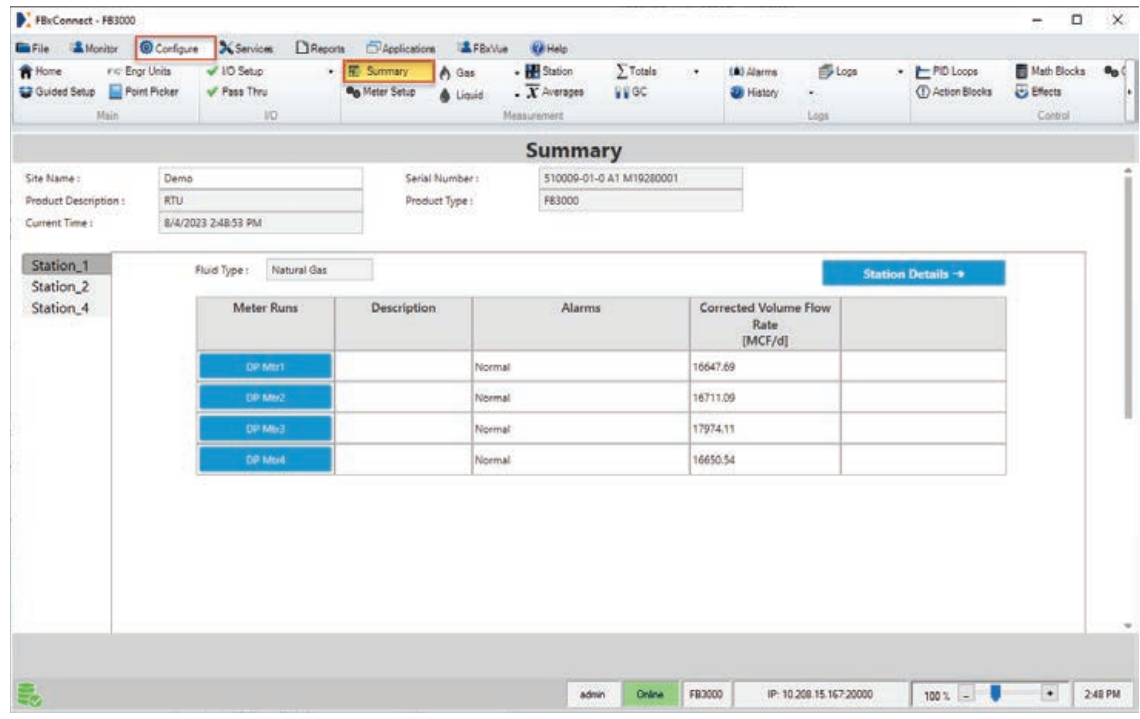 FBxConnect - FB3000
File Monitor Configure Services Reports Applications FBxVue Help
Home Engr Units I/O Setup Summary Gas Station Totals Alarms Logs PID Loops Math Blocks
Guided Setup Point Picker Pass Thru Meter Setup Liquid Averages GC History Action Blocks Effects
Main I/O Measurement Logs Control
Summary
Site Name : Demo Serial Number : 510009-01-0 A1 M19280001
Product Description : RTU Product Type : FB3000
Current Time : 8/4/2023 2:48:53 PM
Station_1 Fluid Type : Natural Gas Station Details →
Station_2
Station_4
Meter Runs Description Alarms Corrected Volume Flow
Rate
[MCF/d]
DP Mtr1 Normal 16647.69
DP Mtr2 Normal 16711.09
DP Mtr3 Normal 17974.11
DP Mtr4 Normal 16650.54
admin Online FB3000 IP: 10.208.15.167:20000 100 % - + 2:48 PM